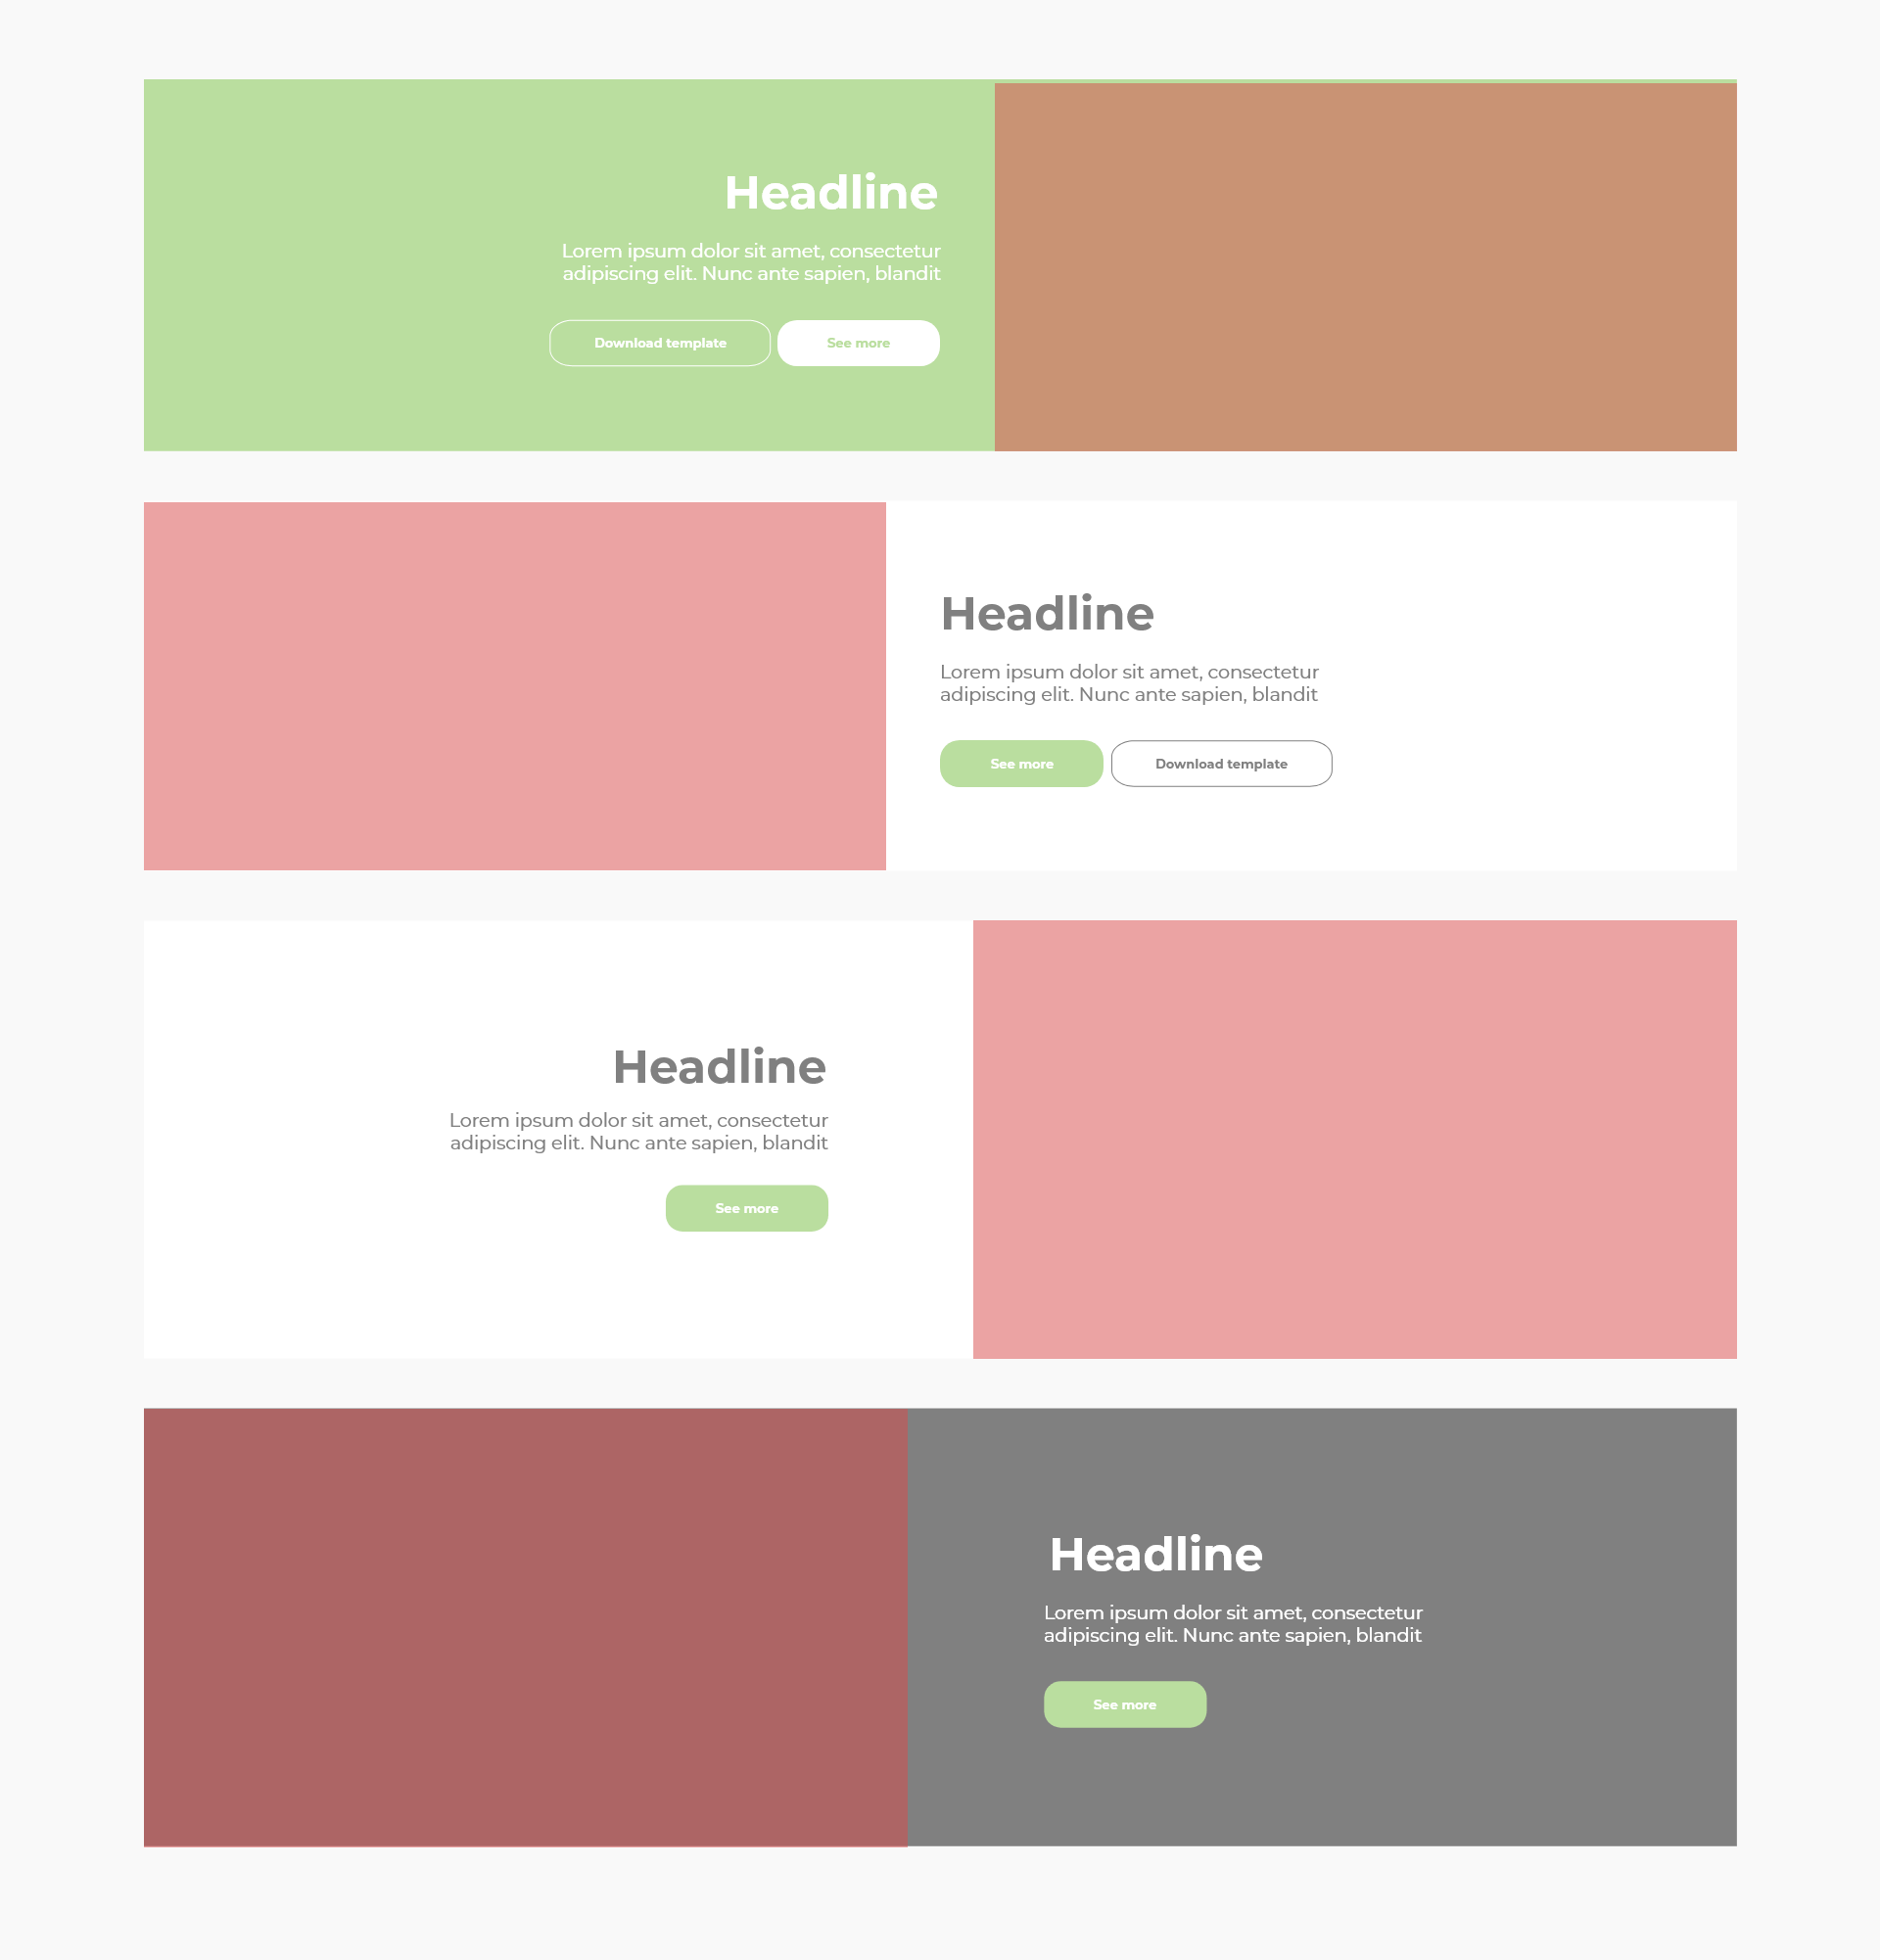 Headline
Lorem ipsum dolor sit amet, consectetur
adipiscing elit. Nunc ante sapien, blandit
Download template
See more
Headline
Lorem ipsum dolor sit amet, consectetur
adipiscing elit. Nunc ante sapien, blandit
See more
Download template
Headline
Lorem ipsum dolor sit amet, consectetur
adipiscing elit. Nunc ante sapien, blandit
See more
Headline
Lorem ipsum dolor sit amet, consectetur
adipiscing elit. Nunc ante sapien, blandit
See more